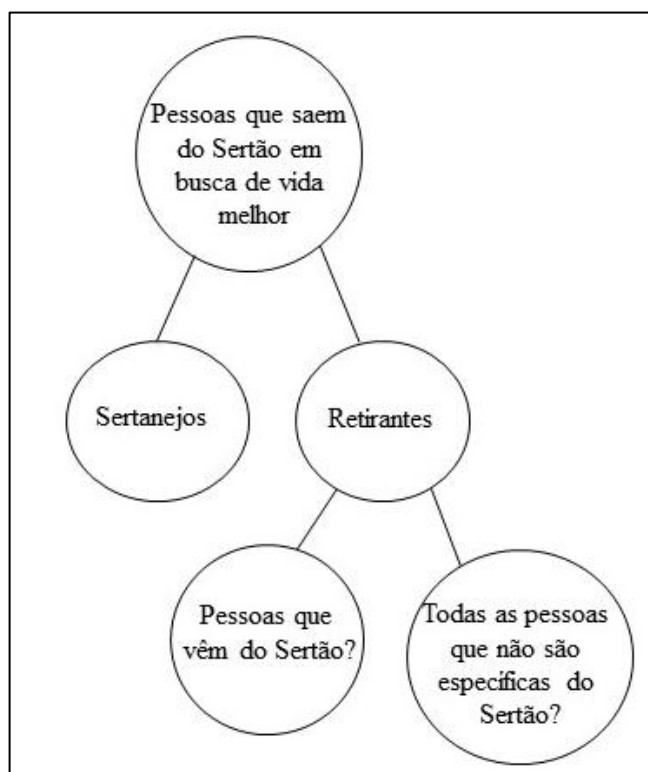 Pessoas que saem
do Sertão em
busca de vida
melhor
Sertanejos
Retirantes
Pessoas que
vêm do Sertão?
Todas as pessoas
que não são
específicas do
Sertão?